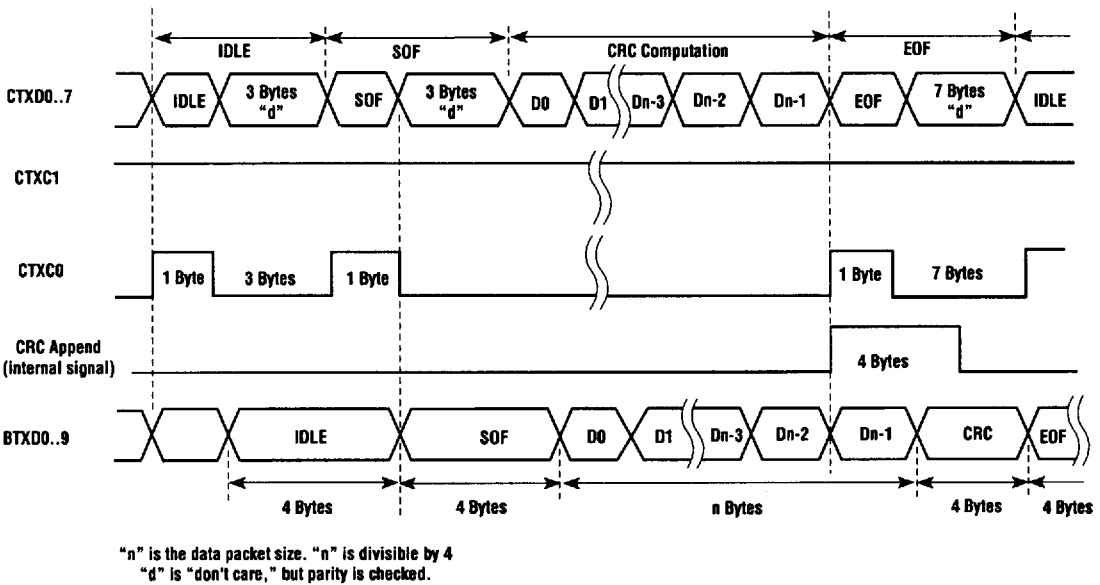 IDLE SOF CRC Computation EOF
CTXD0..7 IDLE 3 Bytes "d" SOF 3 Bytes "d" D0 D1 Dn-3 Dn-2 Dn-1 EOF 7 Bytes "d" IDLE
CTXC1
CTXC0 1 Byte 3 Bytes 1 Byte 1 Byte 7 Bytes
CRC Append
(internal signal)
4 Bytes
BTXD0..9 IDLE SOF D0 D1 Dn-3 Dn-2 Dn-1 CRC EOF
4 Bytes 4 Bytes n Bytes 4 Bytes 4 Bytes
"n" is the data packet size. "n" is divisible by 4
"d" is "don't care," but parity is checked.